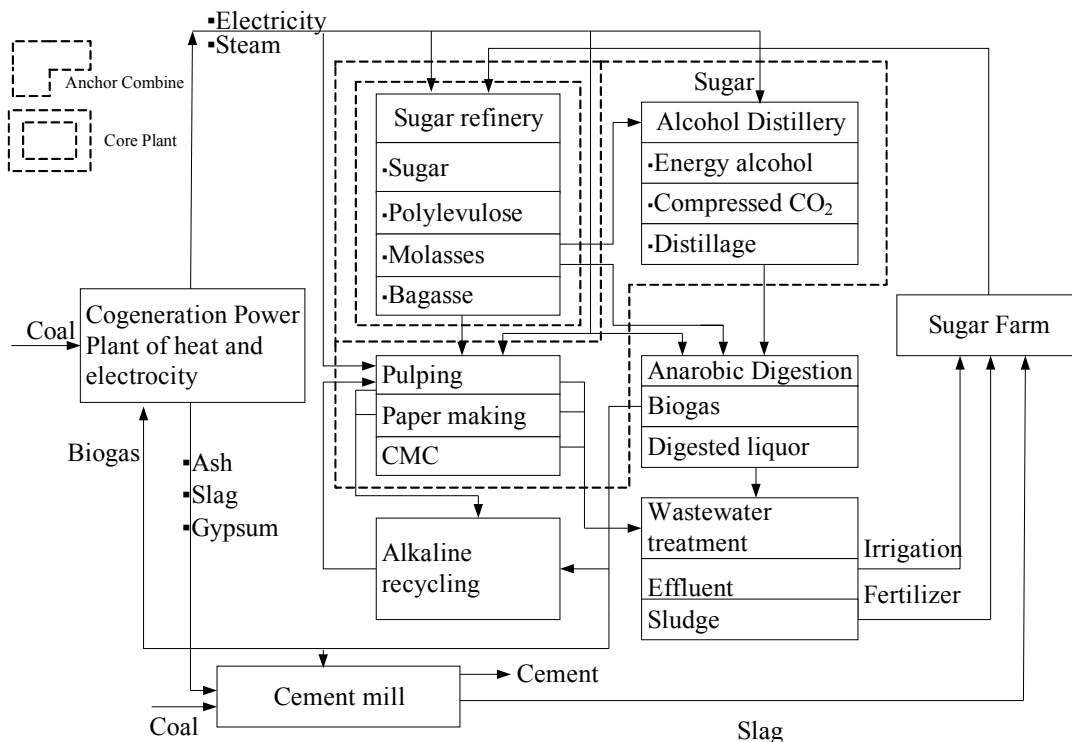 ▪Electricity
▪Steam
Anchor Combine
Core Plant
Sugar
Sugar refinery
▪Sugar
▪Polylevulose
▪Molasses
▪Bagasse
Alcohol Distillery
▪Energy alcohol
▪Compressed CO₂
▪Distillage
Coal
Cogeneration Power
Plant of heat and
electrocity
Sugar Farm
Pulping
Paper making
CMC
Anarobic Digestion
Biogas
Digested liquor
Biogas
▪Ash
▪Slag
▪Gypsum
Alkaline
recycling
Wastewater
treatment
Effluent
Sludge
Irrigation
Fertilizer
Cement mill
Cement
Coal
Slag